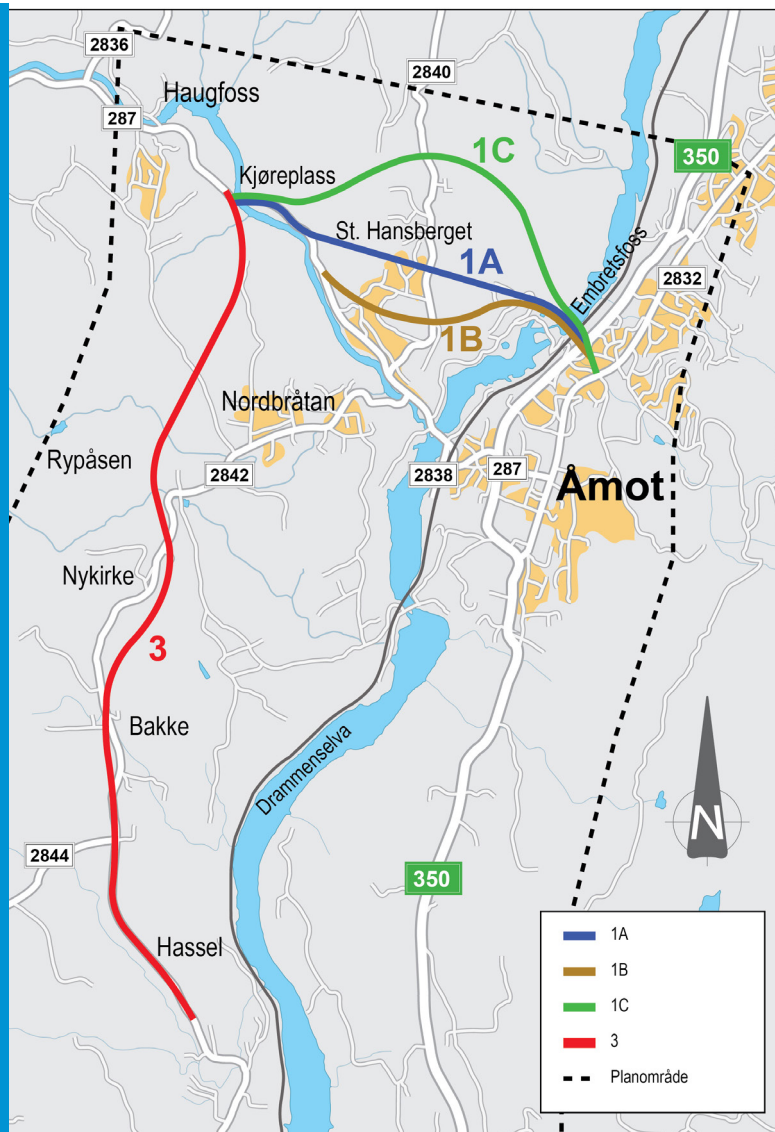 2836
2840
Haugfoss
287
1C
350
Kjøreplass
St. Hansberget
1A
Embretsfoss
2832
1B
Nordbråtan
Rypåsen
2842
2838
287
Åmot
Nykirke
3
Bakke
Drammenselva
N
2844
350
Hassel
1A
1B
1C
3
Planområde